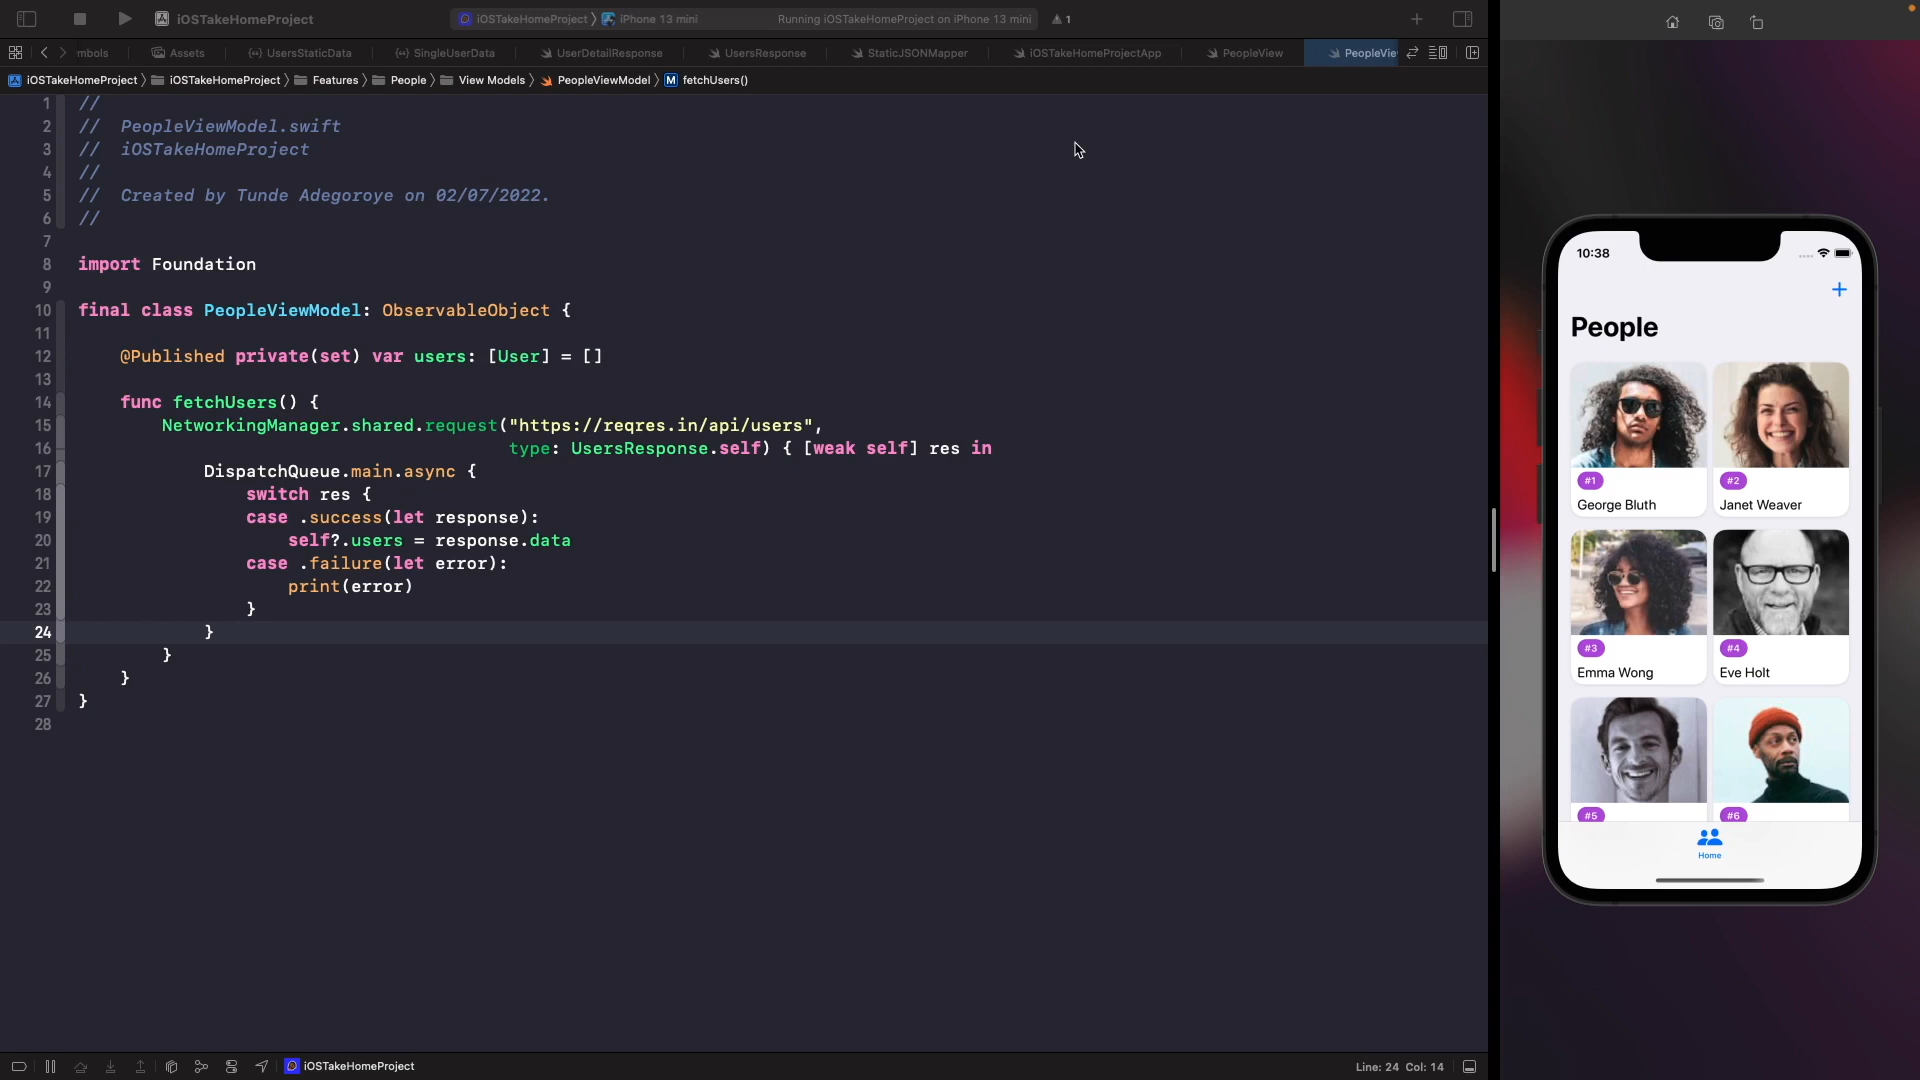 iOSTakeHomeProject
iOSTakeHomeProject 〉 iPhone 13 mini
Running iOSTakeHomeProject on iPhone 13 mini
1
mbols
Assets
UsersStaticData
SingleUserData
UserDetailResponse
UsersResponse
StaticJSONMapper
iOSTakeHomeProjectApp
PeopleView
PeopleVie
iOSTakeHomeProject 〉 iOSTakeHomeProject 〉 Features 〉 People 〉 View Models 〉 PeopleViewModel 〉 M fetchUsers()
1 //
2 //  PeopleViewModel.swift
3 //  iOSTakeHomeProject
4 //
5 //  Created by Tunde Adegoroye on 02/07/2022.
6 //
7
8 import Foundation
9
10 final class PeopleViewModel: ObservableObject {
11
12     @Published private(set) var users: [User] = []
13
14     func fetchUsers() {
15         NetworkingManager.shared.request("https://reqres.in/api/users",
16                                          type: UsersResponse.self) { [weak self] res in
17             DispatchQueue.main.async {
18                 switch res {
19                 case .success(let response):
20                     self?.users = response.data
21                 case .failure(let error):
22                     print(error)
23                 }
24             }
25         }
26     }
27 }
28
iOSTakeHomeProject
Line: 24 Col: 14
10:38
+
People
#1
George Bluth
#2
Janet Weaver
#3
Emma Wong
#4
Eve Holt
#5
#6
Home